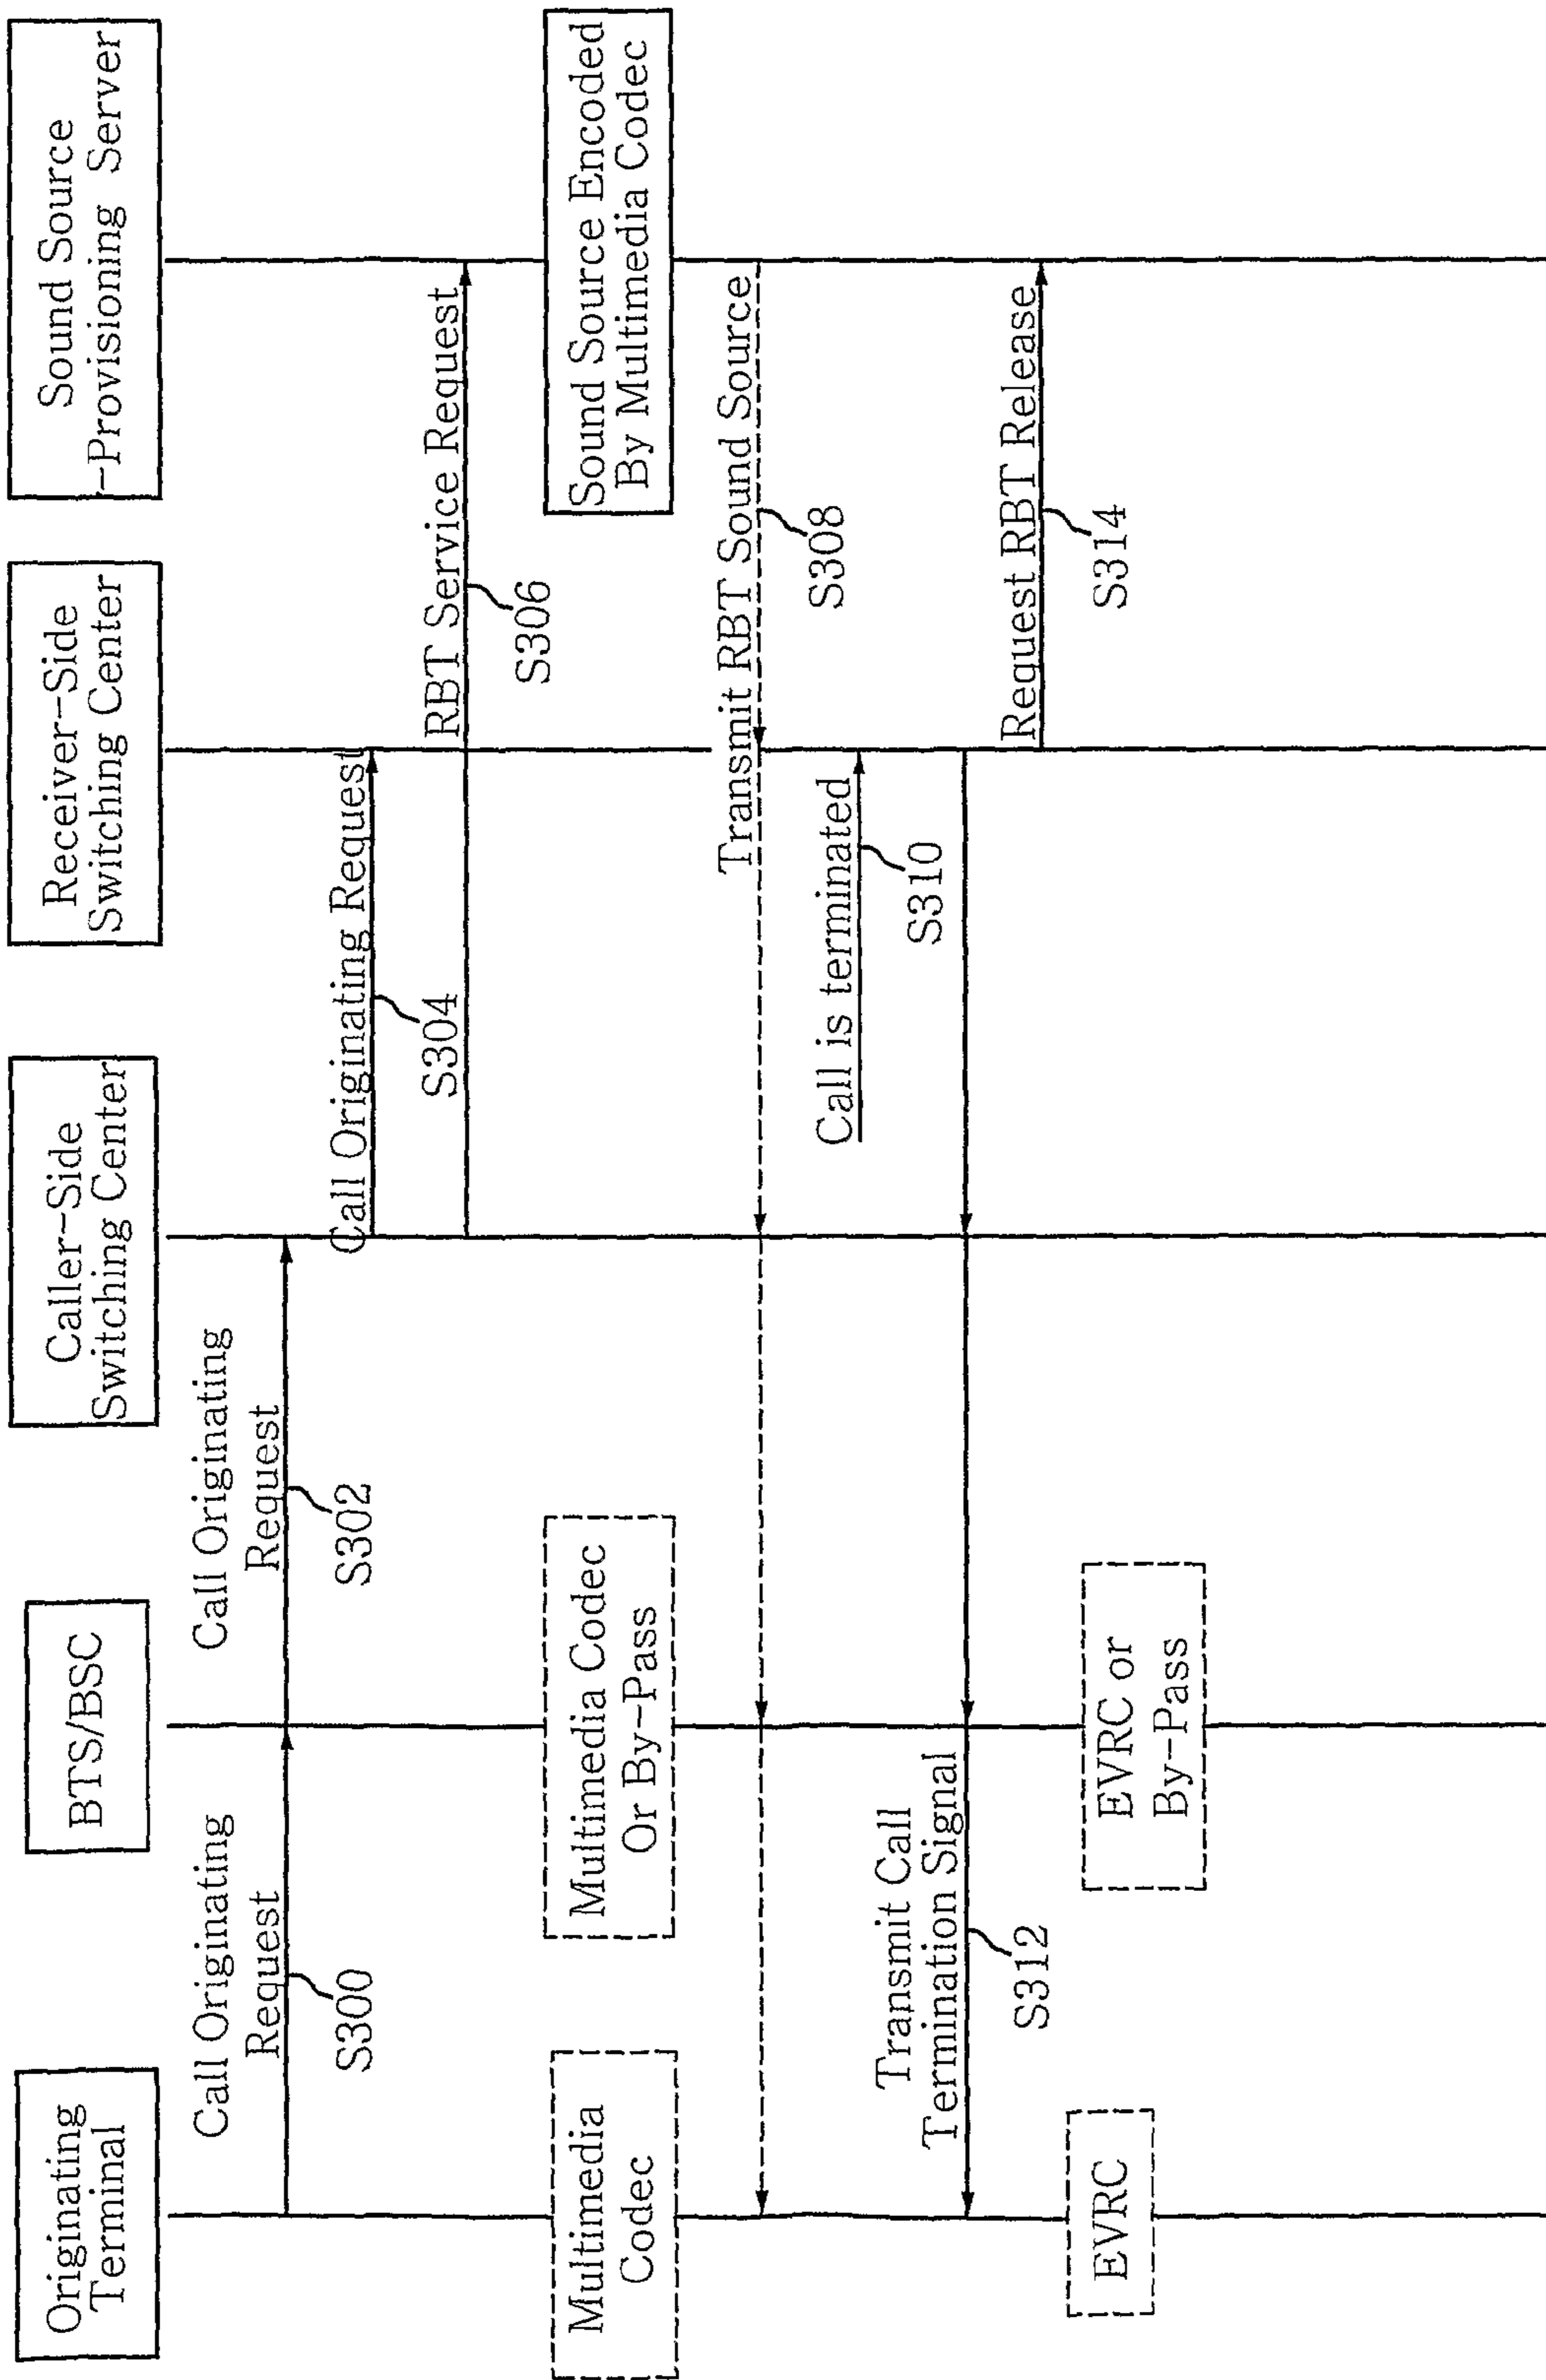 Originating
Terminal
BTS/BSC
Caller-Side
Switching Center
Receiver-Side
Switching Center
Sound Source
-Provisioning Server
Call Originating
Request
S300
Call Originating
Request
S302
Call Originating Request
S304
RBT Service Request
S306
Multimedia
Codec
Multimedia Codec
Or By-Pass
Sound Source Encoded
By Multimedia Codec
Transmit RBT Sound Source
S308
Call is terminated
S310
Transmit Call
Termination Signal
S312
Request RBT Release
S314
EVRC
EVRC or
By-Pass